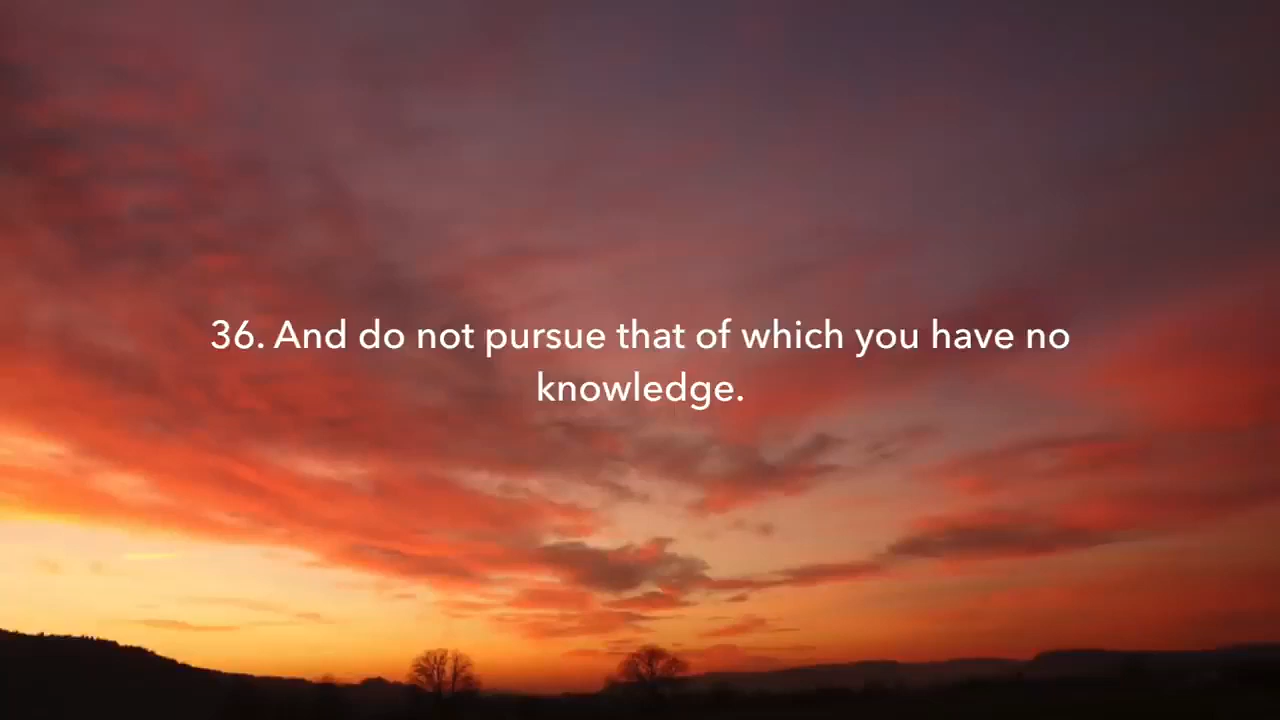 36. And do not pursue that of which you have no
knowledge.